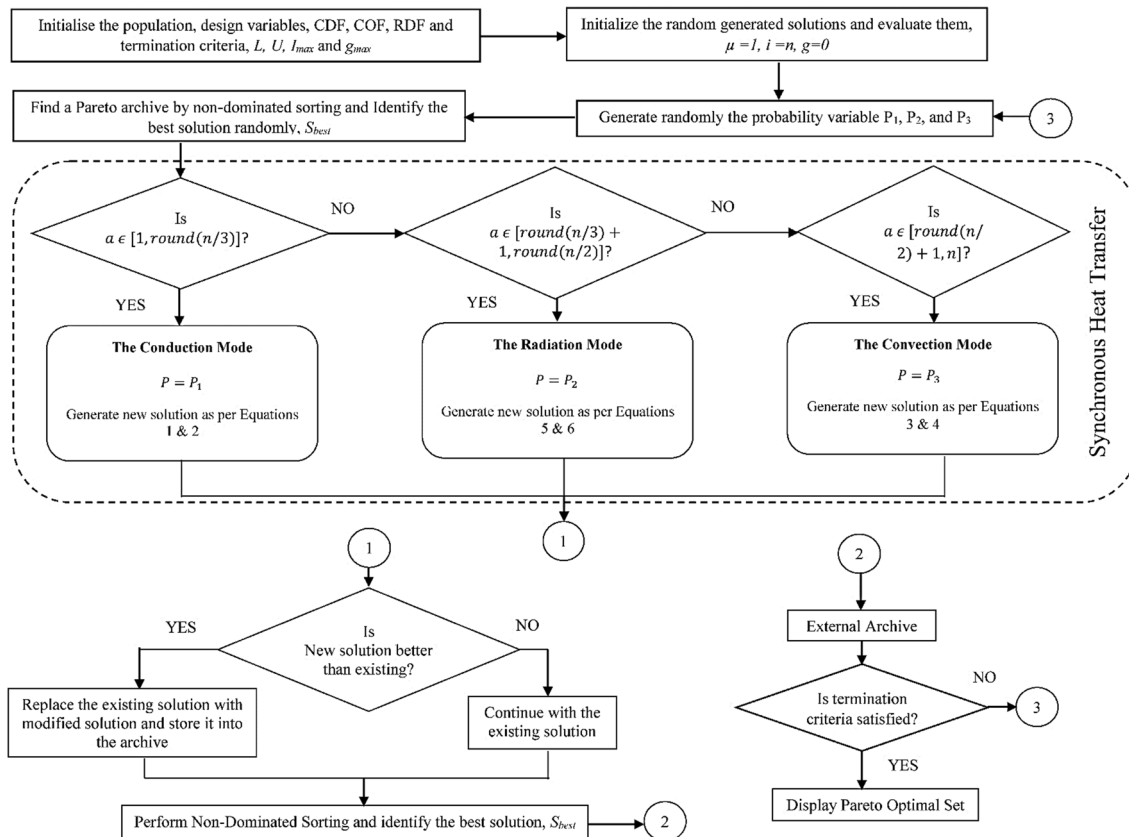 Initialise the population, design variables, CDF, COF, RDF and
termination criteria, L, U, Imax and gmax
Initialize the random generated solutions and evaluate them,
μ =1, i =n, g=0
Find a Pareto archive by non-dominated sorting and Identify the
best solution randomly, Sbest
Generate randomly the probability variable P1, P2, and P3
3
Is
a ϵ [1, round(n/3)]?
NO
Is
a ϵ [round(n/3) +
1, round(n/2)]?
NO
Is
a ϵ [round(n/
2) + 1, n]?
YES
YES
YES
The Conduction Mode
P = P1
Generate new solution as per Equations
1 & 2
The Radiation Mode
P = P2
Generate new solution as per Equations
5 & 6
The Convection Mode
P = P3
Generate new solution as per Equations
3 & 4
Synchronous Heat Transfer
1
1
Is
New solution better
than existing?
YES
NO
Replace the existing solution with
modified solution and store it into
the archive
Continue with the
existing solution
Perform Non-Dominated Sorting and identify the best solution, Sbest
2
2
External Archive
Is termination
criteria satisfied?
NO
3
YES
Display Pareto Optimal Set